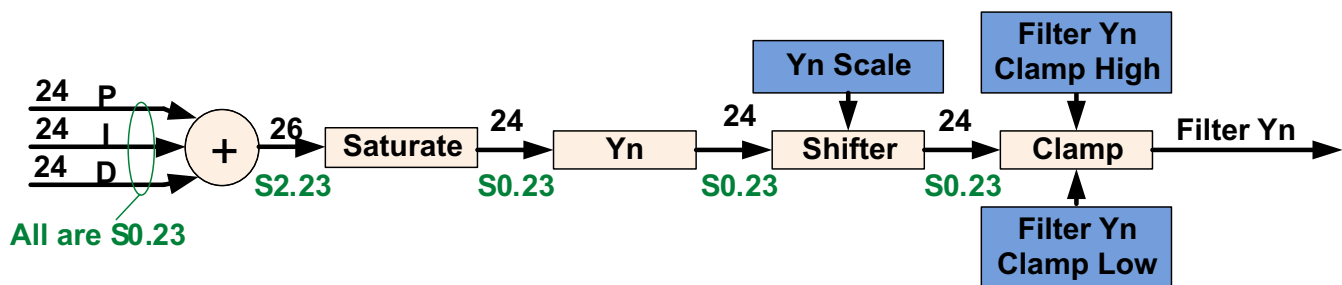 24 P
24 I
24 D
All are S0.23
+
26
S2.23
Saturate
24
S0.23
Yn
24
S0.23
Yn Scale
Shifter
24
S0.23
Filter Yn
Clamp High
Clamp
Filter Yn
Clamp Low
Filter Yn